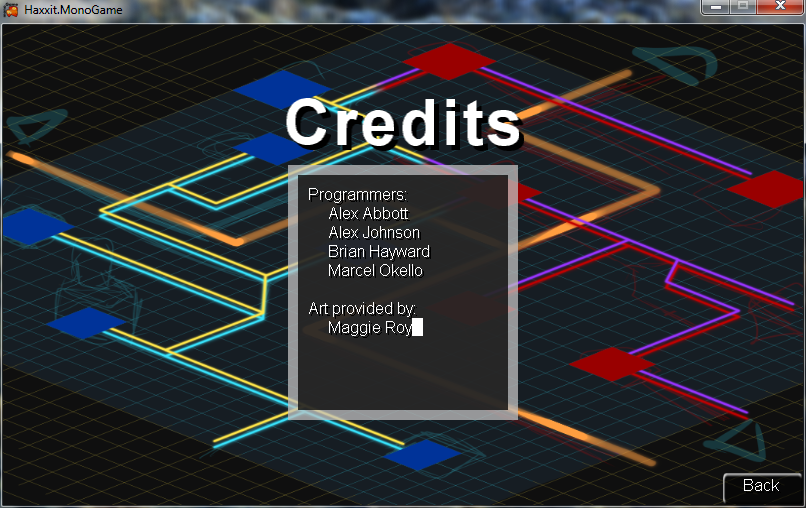 Haxxit.MonoGame
Credits
Programmers:
Alex Abbott
Alex Johnson
Brian Hayward
Marcel Okello
Art provided by:
Maggie Roy
Back